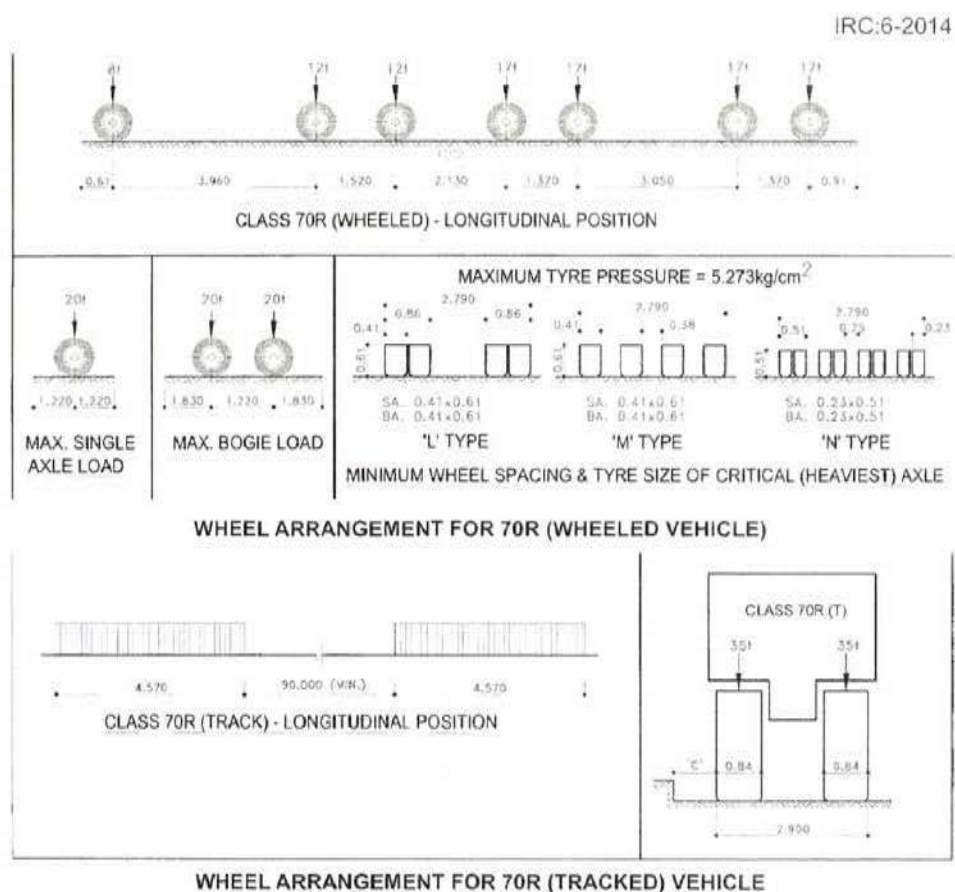 IRC:6-2014
8t 12t 12t 17t 17t 17t 17t
0.61 3.960 1.520 2.130 1.370 3.050 1.370 0.91
CLASS 70R (WHEELED) - LONGITUDINAL POSITION
20t
1.220 1.220
MAX. SINGLE
AXLE LOAD
20t 20t
1.830 1.220 1.830
MAX. BOGIE LOAD
MAXIMUM TYRE PRESSURE = 5.273kg/cm2
2.790
0.86 0.86
0.41
0.61
SA. 0.41x0.61
BA. 0.41x0.61
'L' TYPE
2.790
0.41 0.38
0.61
SA. 0.41x0.61
BA. 0.41x0.61
'M' TYPE
2.790
0.51 0.25 0.23
0.51
SA. 0.23x0.51
BA. 0.23x0.51
'N' TYPE
MINIMUM WHEEL SPACING & TYRE SIZE OF CRITICAL (HEAVIEST) AXLE
WHEEL ARRANGEMENT FOR 70R (WHEELED VEHICLE)
4.570 90.000 (MIN.) 4.570
CLASS 70R (TRACK) - LONGITUDINAL POSITION
CLASS 70R (T)
35t 35t
'C' 0.84 0.84
2.900
WHEEL ARRANGEMENT FOR 70R (TRACKED) VEHICLE